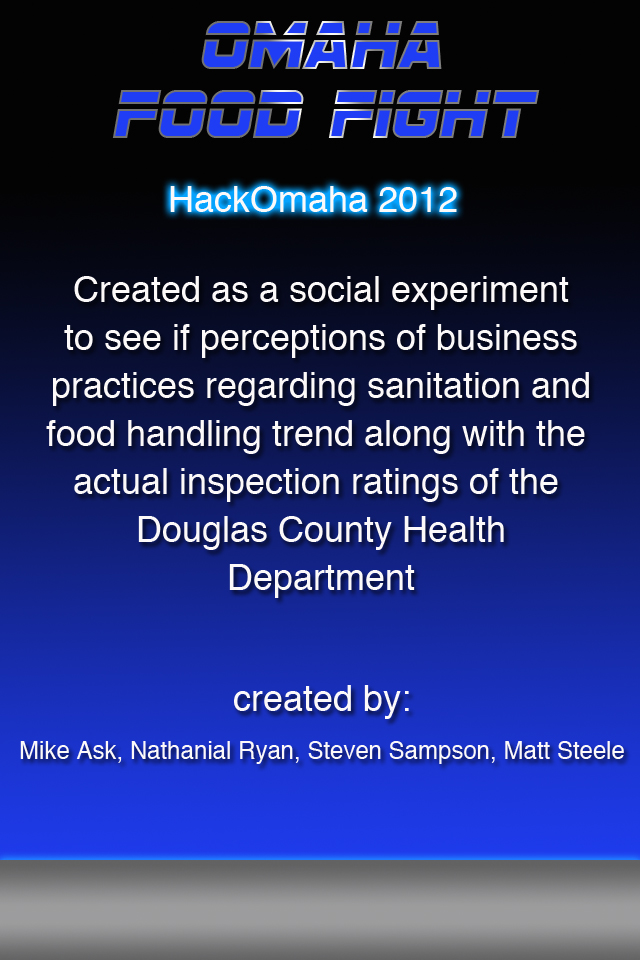 OMAHA
FOOD FIGHT
HackOmaha 2012
Created as a social experiment
to see if perceptions of business
practices regarding sanitation and
food handling trend along with the
actual inspection ratings of the
Douglas County Health
Department
created by:
Mike Ask, Nathanial Ryan, Steven Sampson, Matt Steele